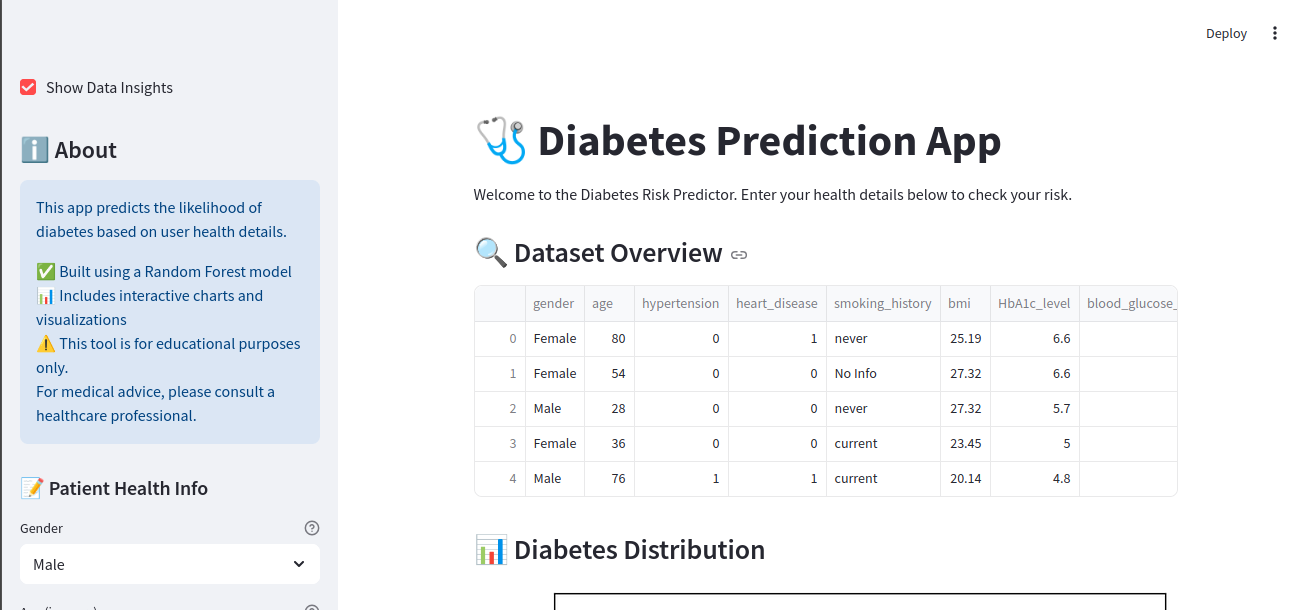 Deploy
Show Data Insights
ℹ️ About
This app predicts the likelihood of
diabetes based on user health details.
✅ Built using a Random Forest model
📊 Includes interactive charts and
visualizations
⚠️ This tool is for educational purposes
only.
For medical advice, please consult a
healthcare professional.
📝 Patient Health Info
Gender
Male
🩺 Diabetes Prediction App
Welcome to the Diabetes Risk Predictor. Enter your health details below to check your risk.
🔍 Dataset Overview
gender age hypertension heart_disease smoking_history bmi HbA1c_level blood_glucose_
0 Female 80 0 1 never 25.19 6.6
1 Female 54 0 0 No Info 27.32 6.6
2 Male 28 0 0 never 27.32 5.7
3 Female 36 0 0 current 23.45 5
4 Male 76 1 1 current 20.14 4.8
📊 Diabetes Distribution